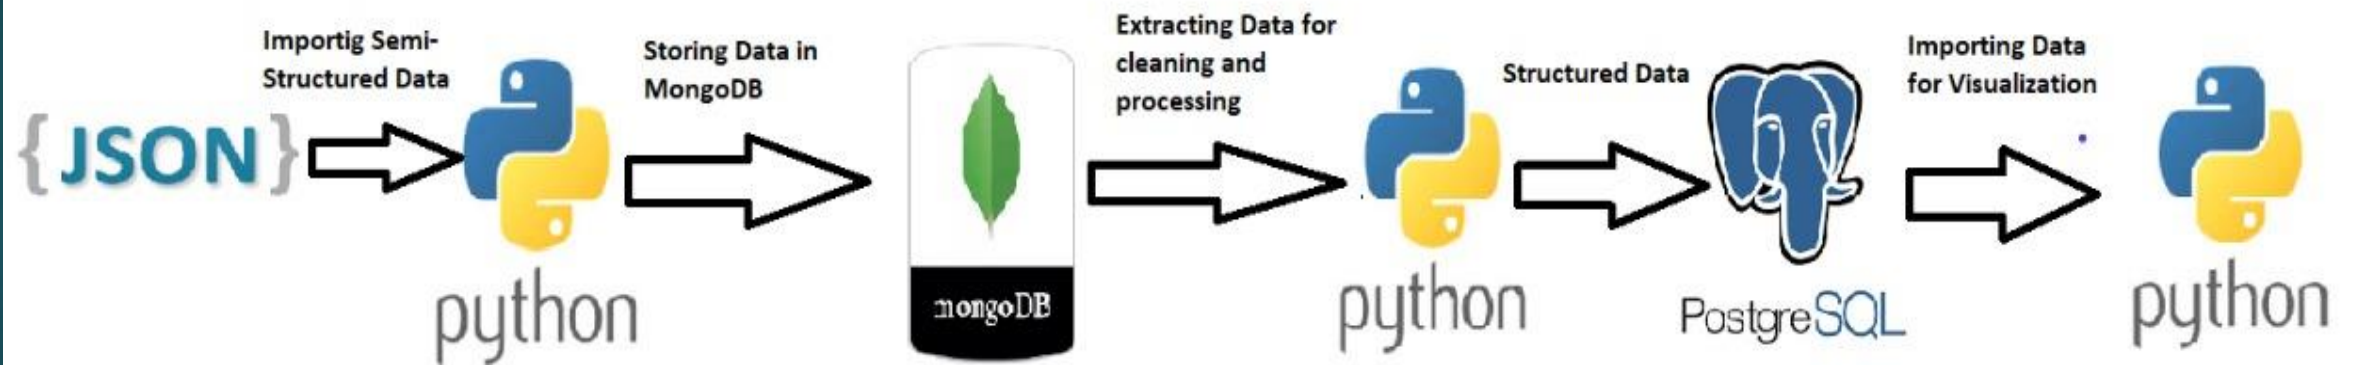 Importig Semi-
Structured Data
Storing Data in
MongoDB
Extracting Data for
cleaning and
processing
Structured Data
Importing Data
for Visualization
{JSON}
python
mongoDB
python
PostgreSQL
python